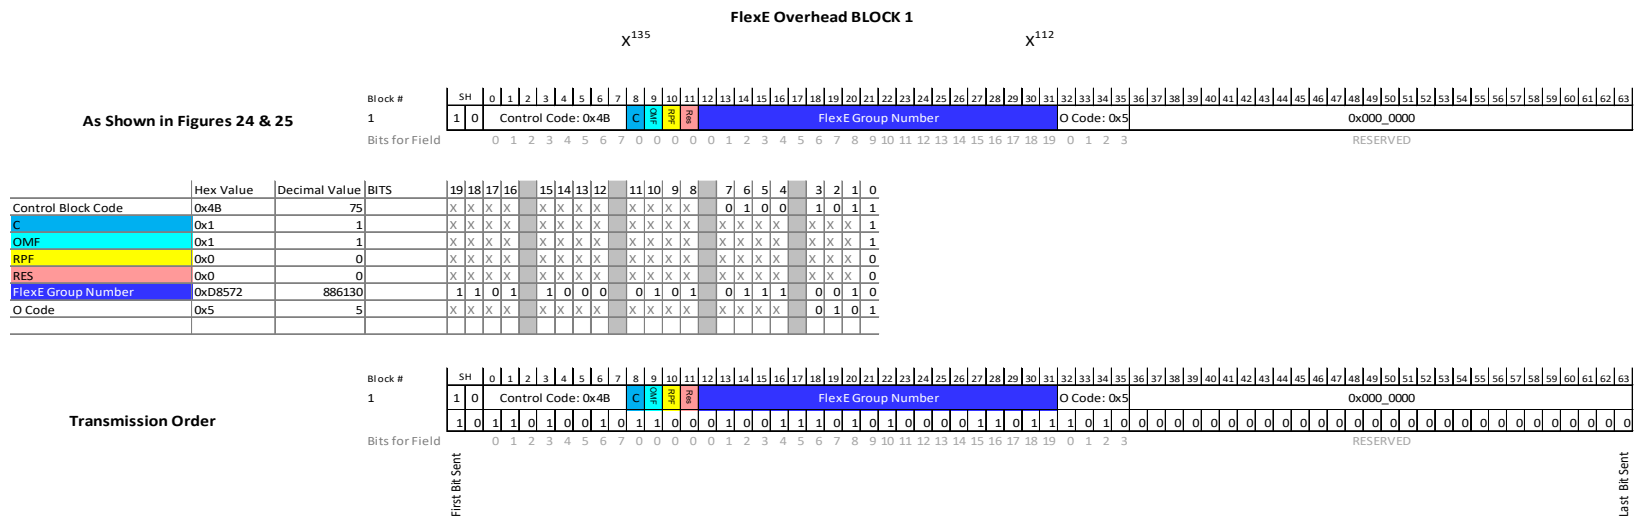 FlexE Overhead BLOCK 1
X135 X112
Block # SH 0 1 2 3 4 5 6 7 8 9 10 11 12 13 14 15 16 17 18 19 20 21 22 23 24 25 26 27 28 29 30 31 32 33 34 35 36 37 38 39 40 41 42 43 44 45 46 47 48 49 50 51 52 53 54 55 56 57 58 59 60 61 62 63
As Shown in Figures 24 & 25 1 1 0 Control Code: 0x4B C OMF RPF Res FlexE Group Number O Code: 0x5 0x000_0000
Bits for Field 0 1 2 3 4 5 6 7 0 0 0 0 0 1 2 3 4 5 6 7 8 9 10 11 12 13 14 15 16 17 18 19 0 1 2 3 RESERVED
Hex Value Decimal Value BITS 19 18 17 16 15 14 13 12 11 10 9 8 7 6 5 4 3 2 1 0
Control Block Code 0x4B 75 X X X X X X X X X X X X 0 1 0 0 1 0 1 1
C 0x1 1 X X X X X X X X X X X X X X X X X X X 1
OMF 0x1 1 X X X X X X X X X X X X X X X X X X X 1
RPF 0x0 0 X X X X X X X X X X X X X X X X X X X 0
RES 0x0 0 X X X X X X X X X X X X X X X X X X X 0
FlexE Group Number 0xD8572 886130 1 1 0 1 1 0 0 0 0 1 0 1 0 1 1 1 0 0 1 0
O Code 0x5 5 X X X X X X X X X X X X X X X X 0 1 0 1
Block # SH 0 1 2 3 4 5 6 7 8 9 10 11 12 13 14 15 16 17 18 19 20 21 22 23 24 25 26 27 28 29 30 31 32 33 34 35 36 37 38 39 40 41 42 43 44 45 46 47 48 49 50 51 52 53 54 55 56 57 58 59 60 61 62 63
1 1 0 Control Code: 0x4B C OMF RPF Res FlexE Group Number O Code: 0x5 0x000_0000
Transmission Order 1 0 1 1 0 1 0 0 1 0 1 1 0 0 0 1 0 0 1 1 1 0 1 0 1 0 0 0 0 1 1 0 1 1 1 0 1 0 0 0 0 0 0 0 0 0 0 0 0 0 0 0 0 0 0 0 0 0 0 0 0 0 0 0 0 0
Bits for Field 0 1 2 3 4 5 6 7 0 0 0 0 0 1 2 3 4 5 6 7 8 9 10 11 12 13 14 15 16 17 18 19 0 1 2 3 RESERVED
First Bit Sent
Last Bit Sent